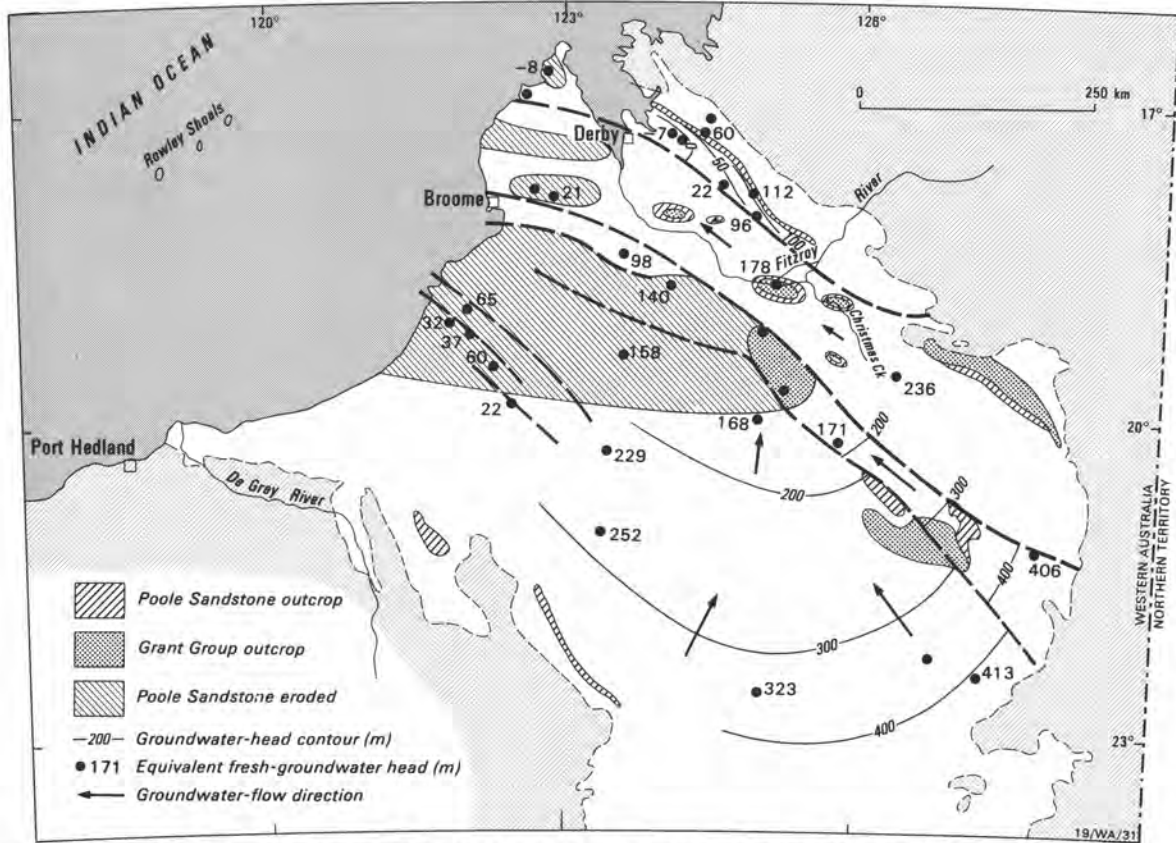 120°
123°
126°
INDIAN OCEAN
Rowley Shoals
0
250 km
17°
-8
Derby
-7
60
50
22
112
River
Broome
21
96
100
Fitzroy
98
178
140
Christmas Ck
65
32
37
158
60
236
22
168
171
200
20°
Port Hedland
229
200
300
De Grey River
252
400
406
WESTERN AUSTRALIA
NORTHERN TERRITORY
Poole Sandstone outcrop
Grant Group outcrop
300
Poole Sandstone eroded
323
413
400
—200— Groundwater-head contour (m)
23°
171 Equivalent fresh-groundwater head (m)
Groundwater-flow direction
19/WA/31